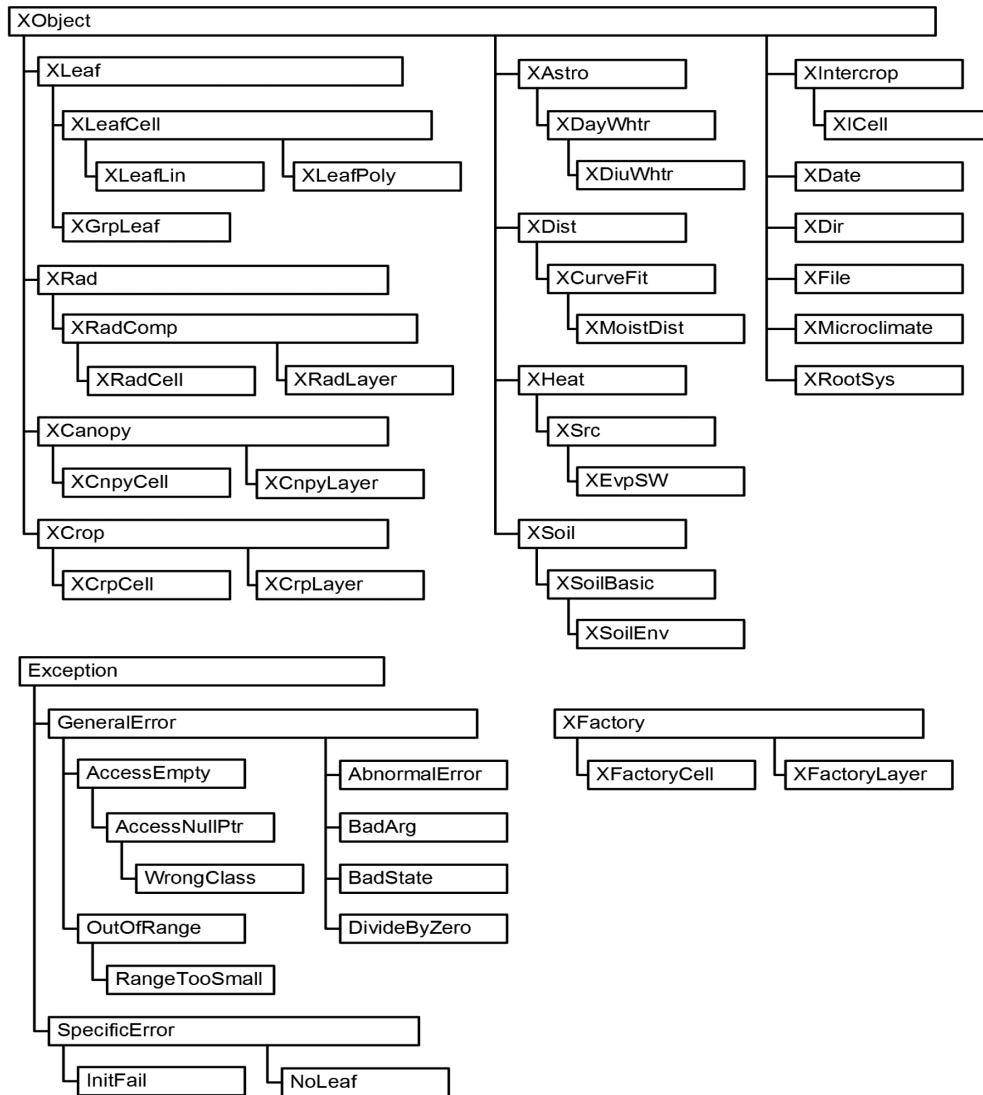 XObject
XLeaf
XLeafCell
XLeafLin
XLeafPoly
XGrpLeaf
XRad
XRadComp
XRadCell
XRadLayer
XCanopy
XCnpyCell
XCnpyLayer
XCrop
XCrpCell
XCrpLayer
XAstro
XDayWhtr
XDiuWhtr
XDist
XCurveFit
XMoistDist
XHeat
XSrc
XEvpSW
XSoil
XSoilBasic
XSoilEnv
XIntercrop
XICell
XDate
XDir
XFile
XMicroclimate
XRootSys
Exception
GeneralError
AccessEmpty
AccessNullPtr
WrongClass
OutOfRange
RangeTooSmall
AbnormalError
BadArg
BadState
DivideByZero
SpecificError
InitFail
NoLeaf
XFactory
XFactoryCell
XFactoryLayer